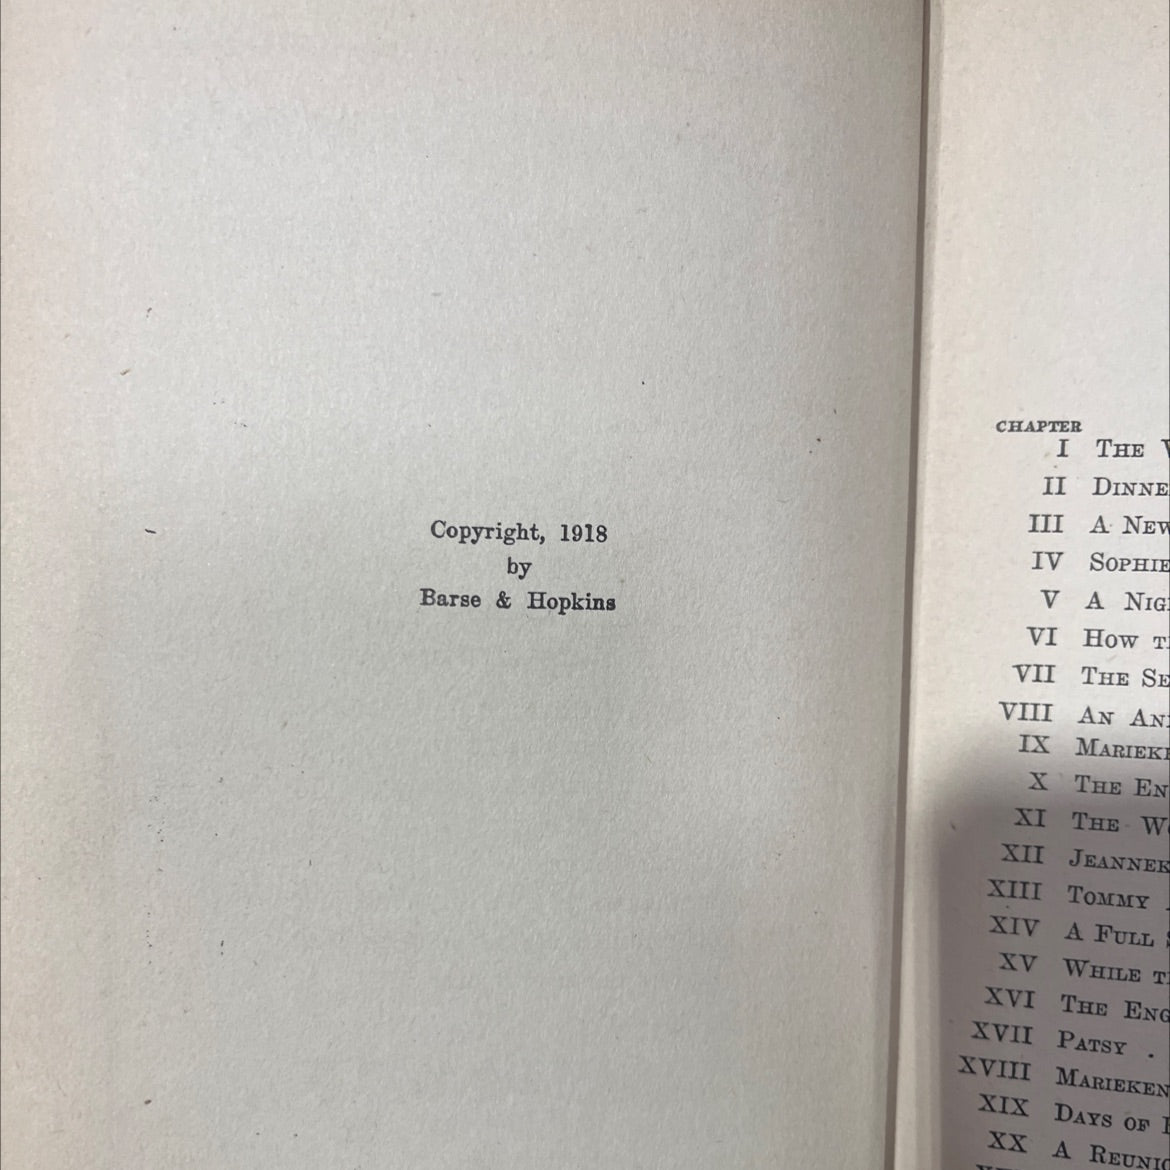 Copyright, 1918
by
Barse & Hopkins
CHAPTER
I THE
II DINNE
III A NEW
IV SOPHIE
V A NIG
VI HOW
VII THE SE
VIII AN AN
IX MARIEKE
X THE EN
XI THE W
XII JEANNEK
XIII TOMMY
XIV A FULL
XV WHILE
XVI THE ENG
XVII PATSY .
XVIII MARIEKEN
XIX DAYS OF
XX A REUNI